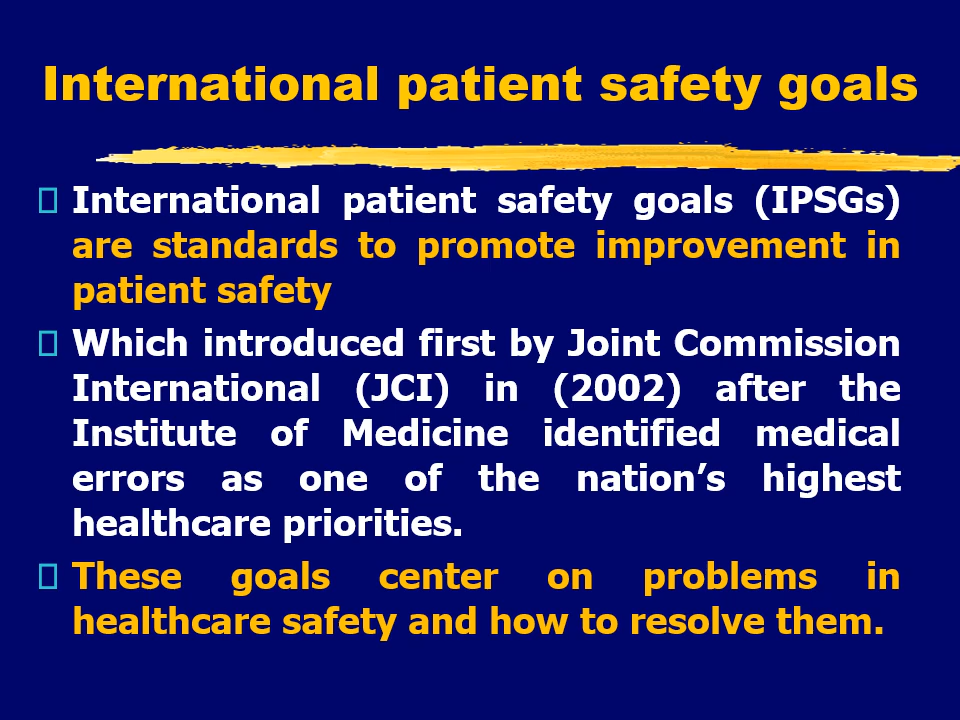 International patient safety goals
International patient safety goals (IPSGs)
are standards to promote improvement in
patient safety
Which introduced first by Joint Commission
International (JCI) in (2002) after the
Institute of Medicine identified medical
errors as one of the nation’s highest
healthcare priorities.
These goals center on problems in
healthcare safety and how to resolve them.